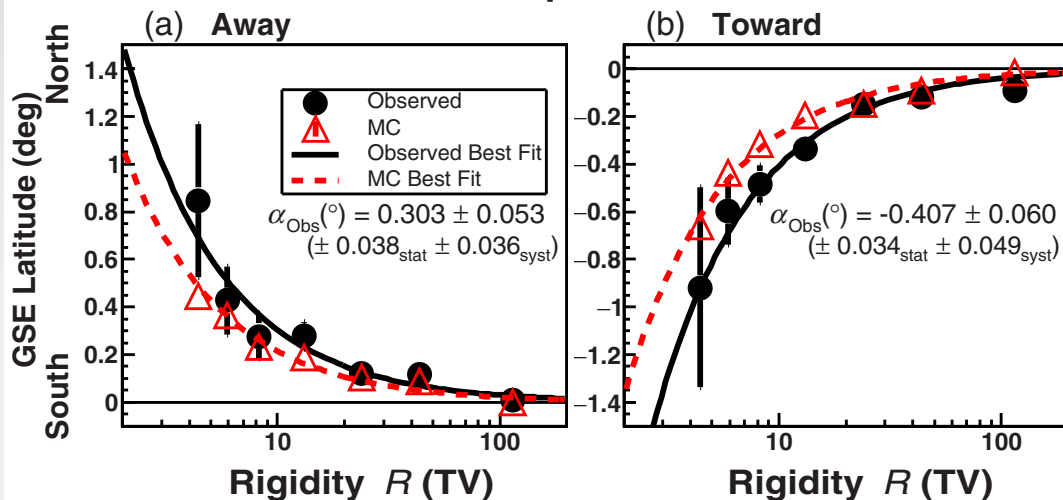 (a) Away
North
GSE Latitude (deg)
South
1.4
1.2
1
0.8
0.6
0.4
0.2
0
Observed
MC
Observed Best Fit
MC Best Fit
αObs(°) = 0.303 ± 0.053
(± 0.038stat ± 0.036syst)
10
100
Rigidity R (TV)
(b) Toward
0
−0.2
−0.4
−0.6
−0.8
−1
−1.2
−1.4
αObs(°) = -0.407 ± 0.060
(± 0.034stat ± 0.049syst)
10
100
Rigidity R (TV)